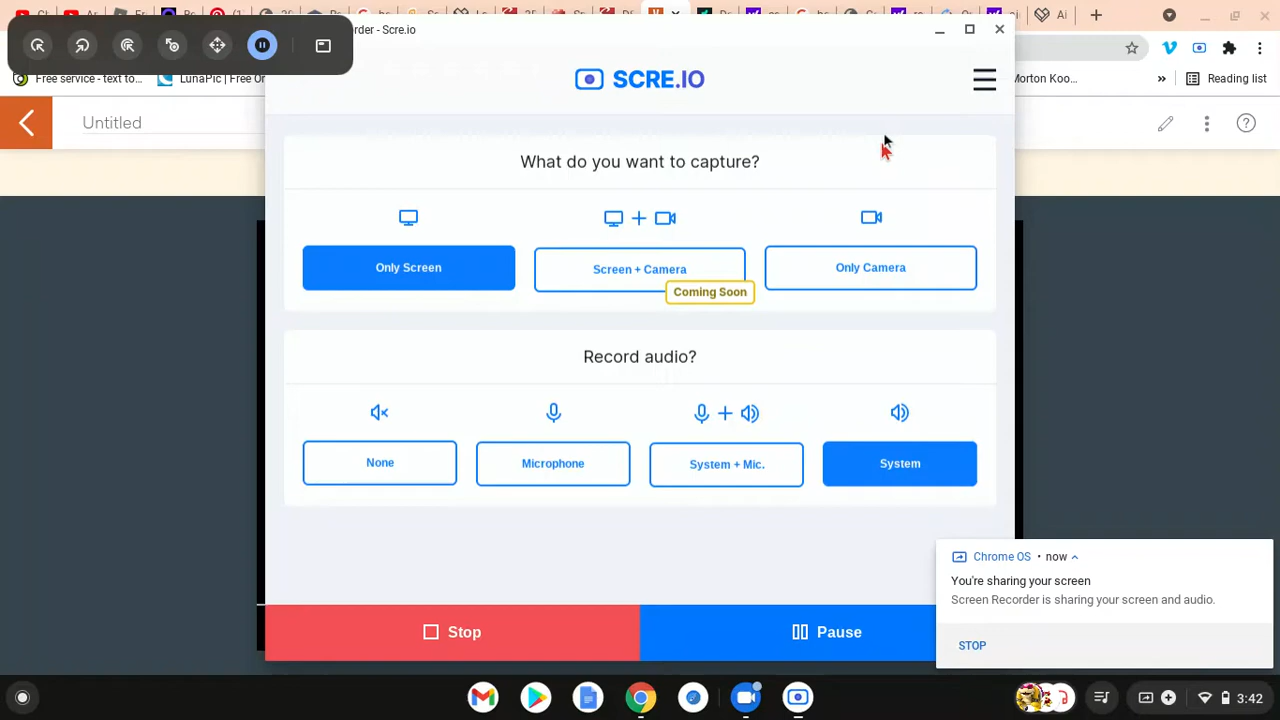 rder - Scre.io
Ai
Free service - text to...
LunaPic | Free Or
Morton Koo...
»
Reading list
Untitled
SCRE.IO
What do you want to capture?
Only Screen
Screen + Camera
Only Camera
Coming Soon
Record audio?
None
Microphone
System + Mic.
System
Stop
Pause
Chrome OS • now
You're sharing your screen
Screen Recorder is sharing your screen and audio.
STOP
3:42